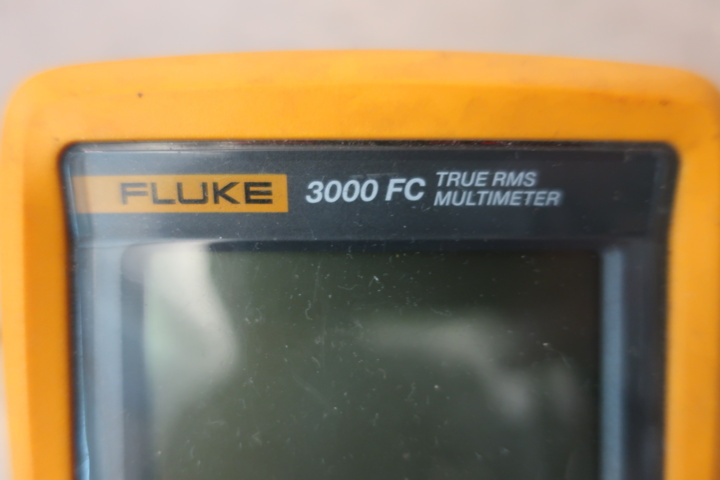 FLUKE 3000 FC TRUE RMS
MULTIMETER